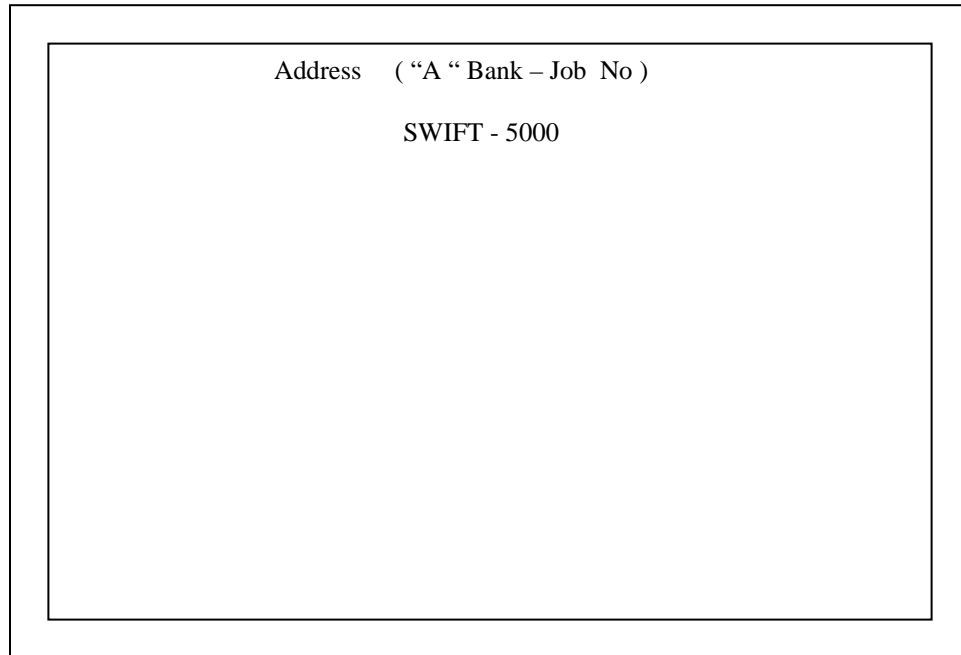 Address ( “A “ Bank – Job No )
SWIFT - 5000